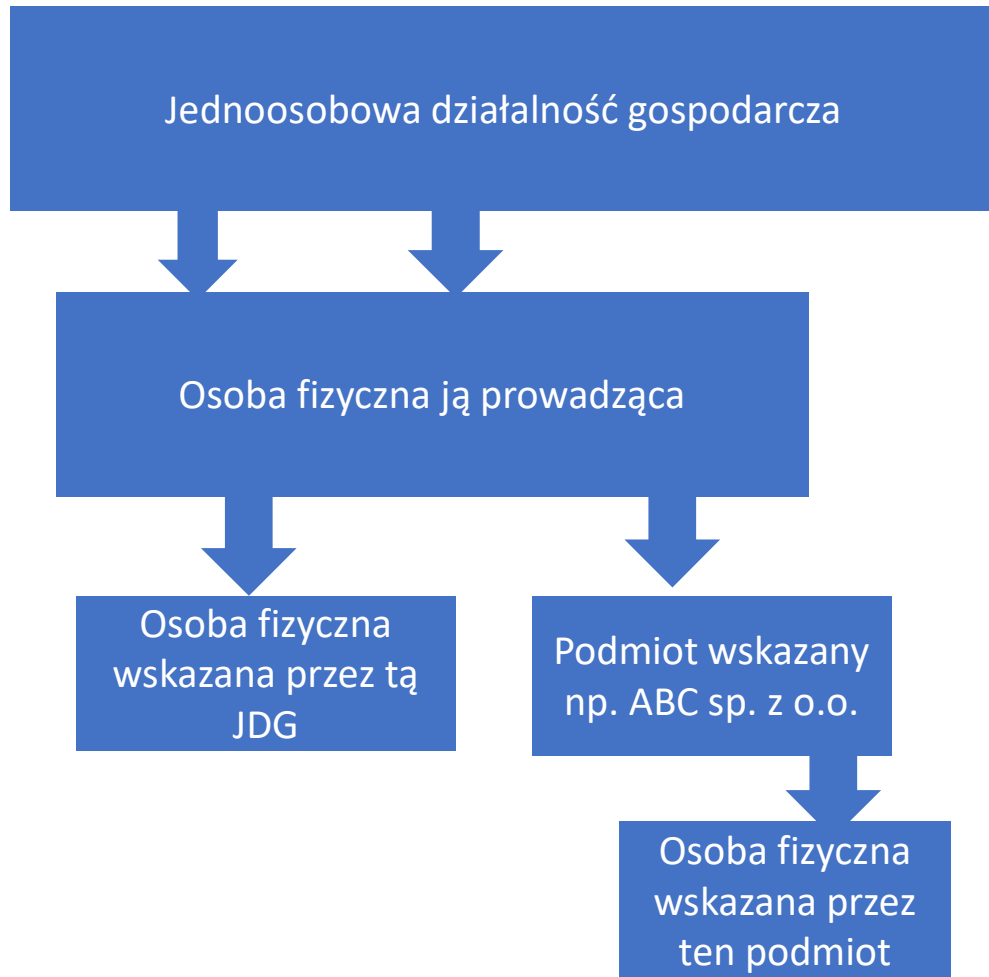 Jednoosobowa działalność gospodarcza
Osoba fizyczna ją prowadząca
Osoba fizyczna
wskazana przez tą
JDG
Podmiot wskazany
np. ABC sp. z o.o.
Osoba fizyczna
wskazana przez
ten podmiot